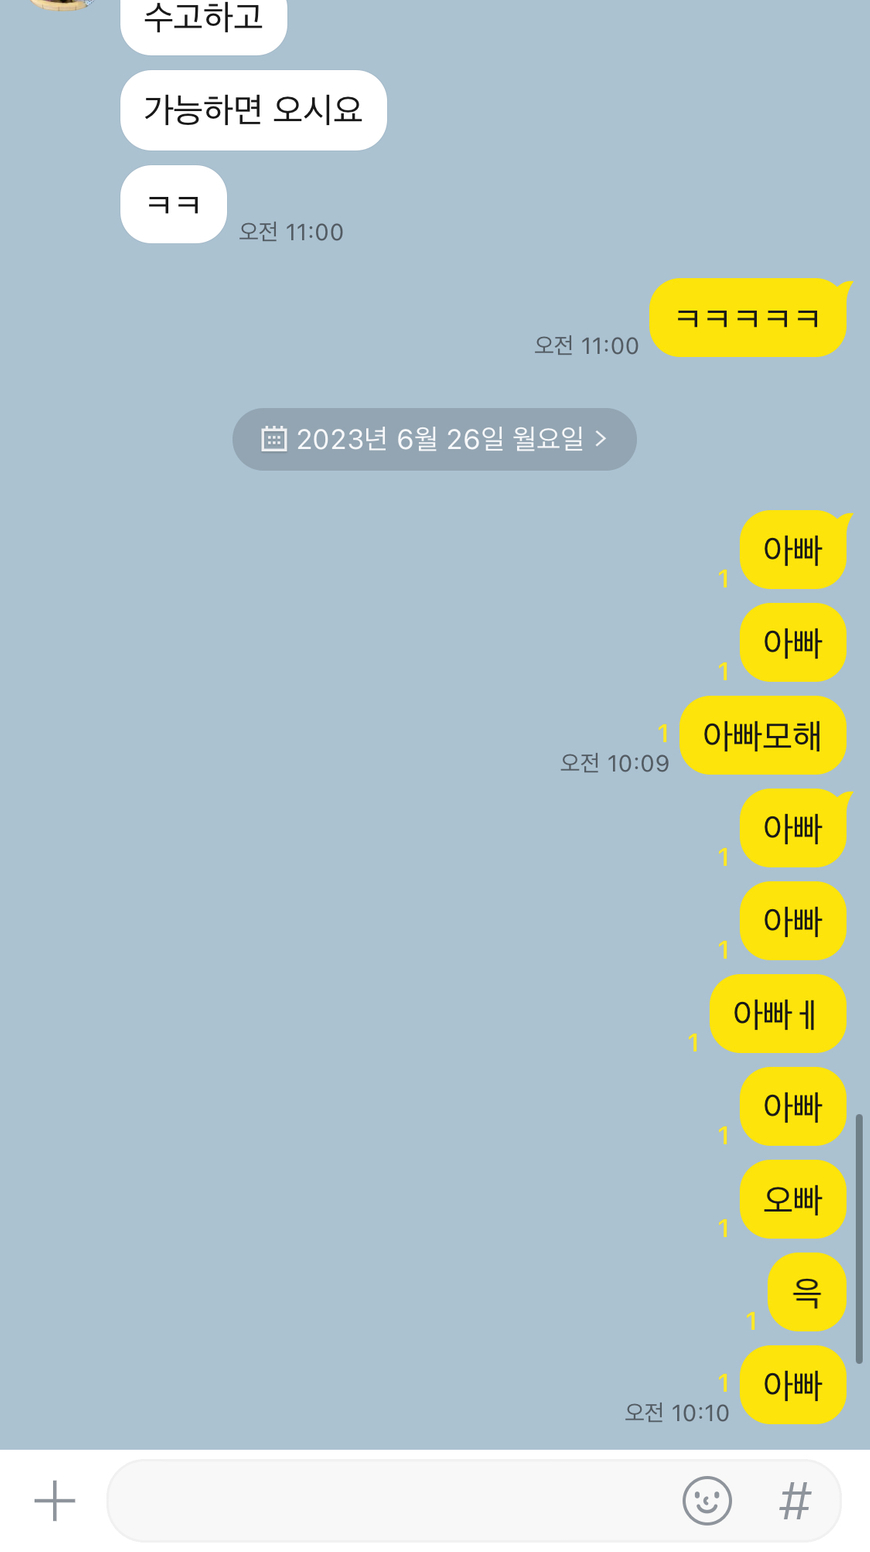 수고하고
가능하면 오시요
ㅋㅋ
오전 11:00
ㅋㅋㅋㅋㅋ
오전 11:00
2023년 6월 26일 월요일 >
아빠
1
아빠
1
아빠모해
1
오전 10:09
아빠
1
아빠
1
아빠ㅔ
1
아빠
1
오빠
1
윽
1
아빠
1
오전 10:10
#